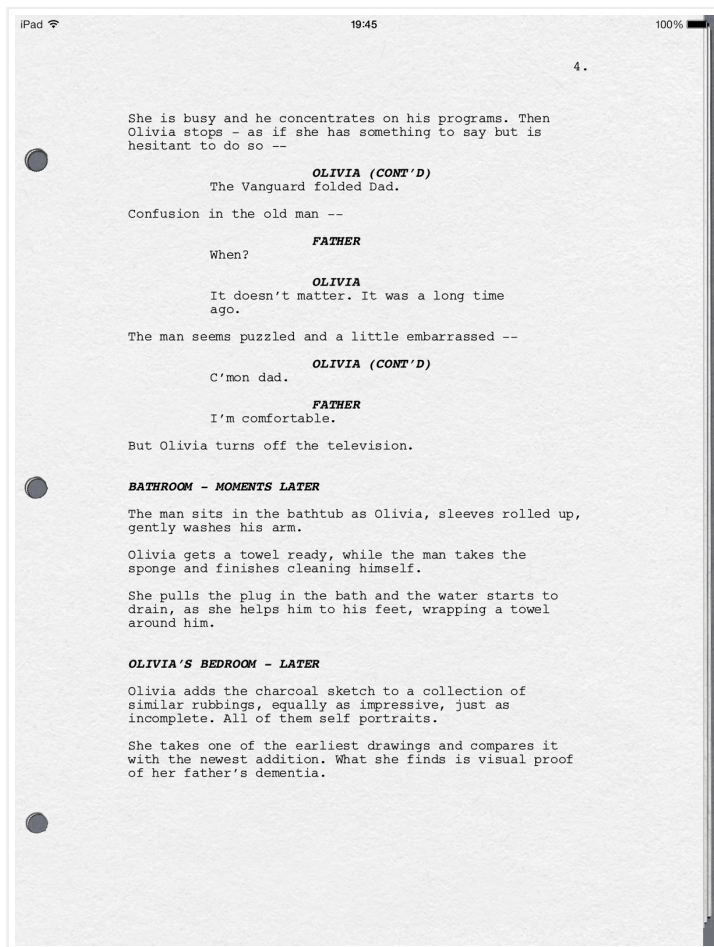 iPad 19:45 100%
4.
She is busy and he concentrates on his programs. Then
Olivia stops – as if she has something to say but is
hesitant to do so --
OLIVIA (CONT'D)
The Vanguard folded Dad.
Confusion in the old man --
FATHER
When?
OLIVIA
It doesn't matter. It was a long time
ago.
The man seems puzzled and a little embarrassed --
OLIVIA (CONT'D)
C'mon dad.
FATHER
I'm comfortable.
But Olivia turns off the television.
BATHROOM – MOMENTS LATER
The man sits in the bathtub as Olivia, sleeves rolled up,
gently washes his arm.
Olivia gets a towel ready, while the man takes the
sponge and finishes cleaning himself.
She pulls the plug in the bath and the water starts to
drain, as she helps him to his feet, wrapping a towel
around him.
OLIVIA'S BEDROOM – LATER
Olivia adds the charcoal sketch to a collection of
similar rubbings, equally as impressive, just as
incomplete. All of them self portraits.
She takes one of the earliest drawings and compares it
with the newest addition. What she finds is visual proof
of her father's dementia.